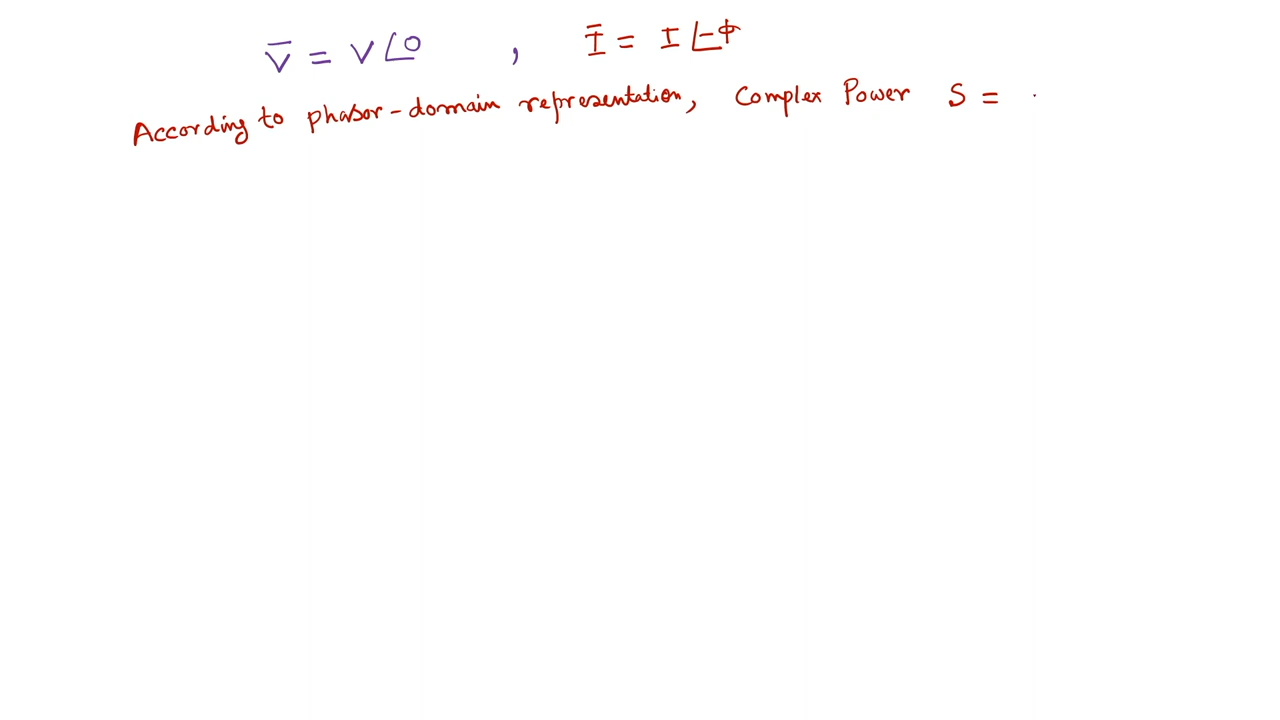 V̄ = V∠0 , Ī = I∠-ϕ
According to phasor-domain representation, Complex Power S =